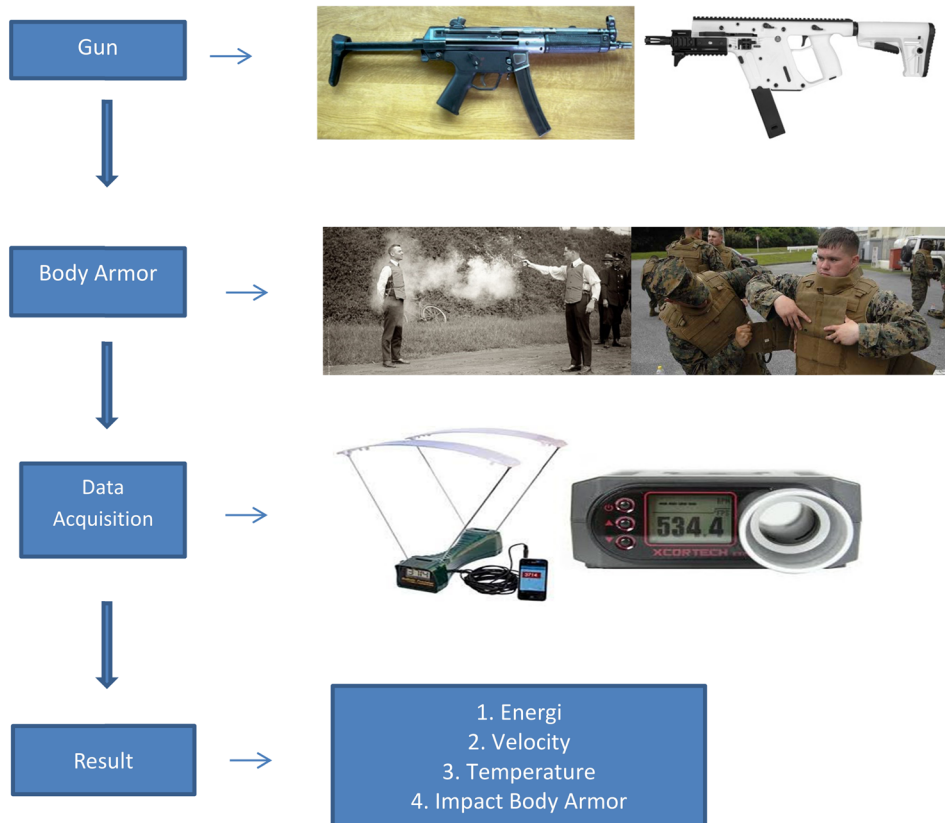 Gun
Body Armor
Data
Acquisition
534.4
XCORTECH
Result
1. Energi
2. Velocity
3. Temperature
4. Impact Body Armor